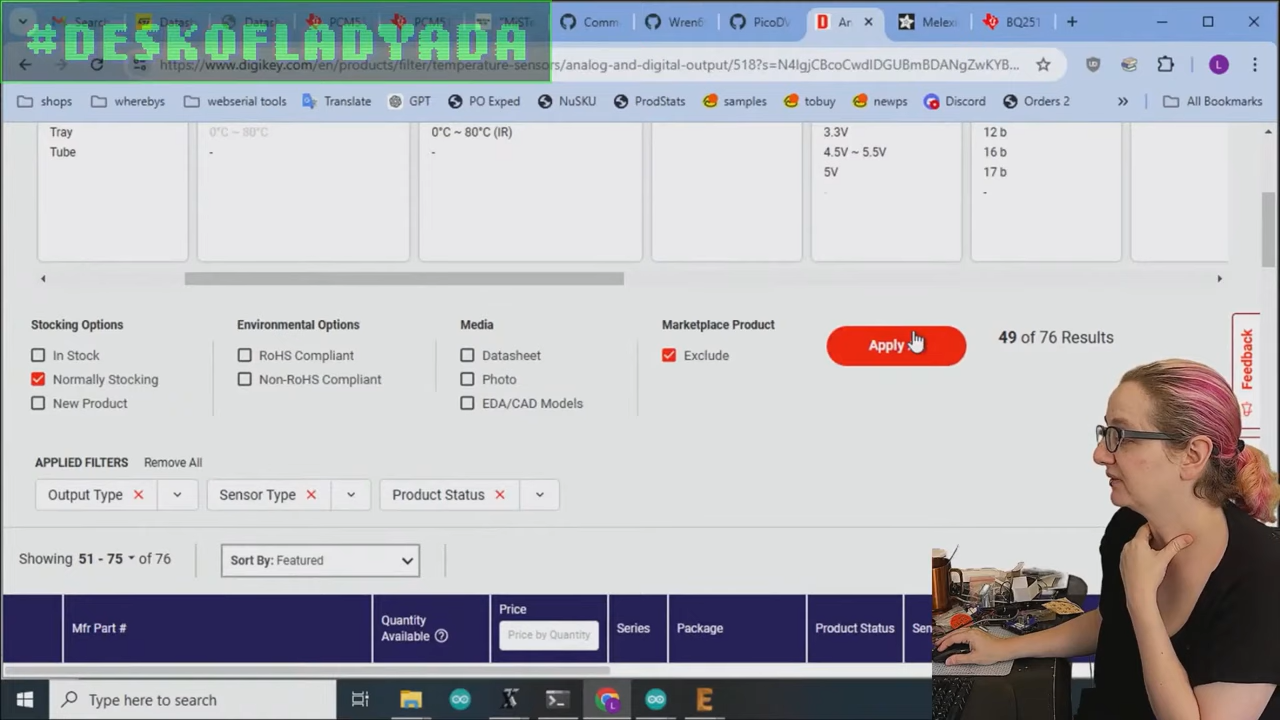 #DESKOFLADYADA
Datash
PCM5
PCM5
"MiST
Comm
Wren6
PicoDV
Melex
BQ251
https://www.digikey.com/en/products/filter/temperature-sensors/analog-and-digital-output/518?s=N4IgjCBcoCwdIDGUBmBDANgZwKYB...
shops
wherebys
webserial tools
Translate
GPT
PO Exped
NuSKU
ProdStats
samples
tobuy
newps
Discord
Orders 2
»
All Bookmarks
Tray
0°C ~ 80°C
0°C ~ 80°C (IR)
3.3V
12 b
Tube
-
-
4.5V ~ 5.5V
16 b
5V
17 b
-
-
Stocking Options
Environmental Options
Media
Marketplace Product
Apply
49 of 76 Results
In Stock
RoHS Compliant
Datasheet
Exclude
Normally Stocking
Non-RoHS Compliant
Photo
New Product
EDA/CAD Models
Feedback
APPLIED FILTERS
Remove All
Output Type
Sensor Type
Product Status
Showing 51 - 75 of 76
Sort By: Featured
Mfr Part #
Quantity
Available
Price
Price by Quantity
Series
Package
Product Status
Type here to search